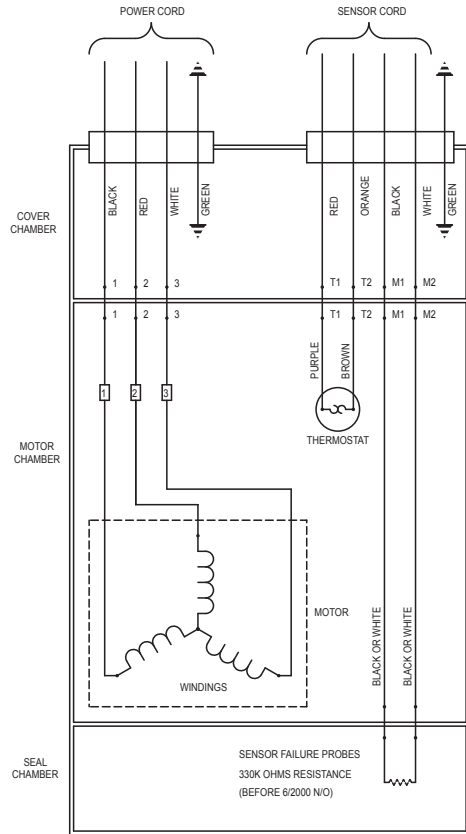 POWER CORD
SENSOR CORD
BLACK
RED
WHITE
GREEN
RED
ORANGE
BLACK
WHITE
GREEN
COVER
CHAMBER
1 2 3 T1 T2 M1 M2
1 2 3 T1 T2 M1 M2
PURPLE
BROWN
1 2 3
THERMOSTAT
MOTOR
CHAMBER
MOTOR
WINDINGS
BLACK OR WHITE
BLACK OR WHITE
SEAL
CHAMBER
SENSOR FAILURE PROBES
330K OHMS RESISTANCE
(BEFORE 6/2000 N/O)